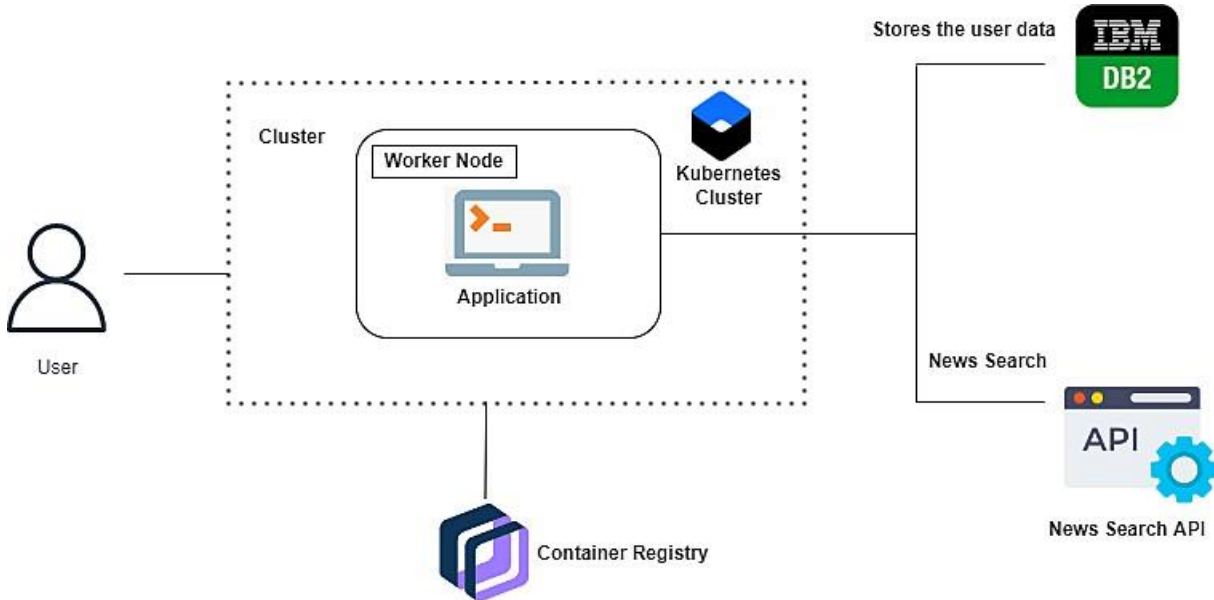 Stores the user data
IBM
DB2
Cluster
Worker Node
Kubernetes
Cluster
Application
User
News Search
API
News Search API
Container Registry